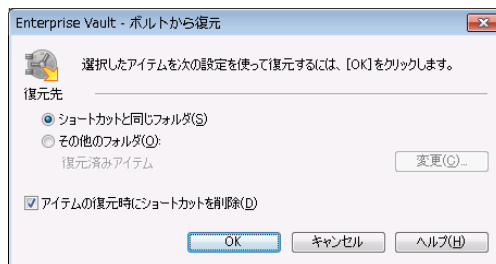 Enterprise Vault - ボルトから復元
選択したアイテムを次の設定を使って復元するには、[OK]をクリックします。
復元先
ショートカットと同じフォルダ(S)
その他のフォルダ(O):
復元済みアイテム
変更(C)...
アイテムの復元時にショートカットを削除(D)
OK
キャンセル
ヘルプ(H)